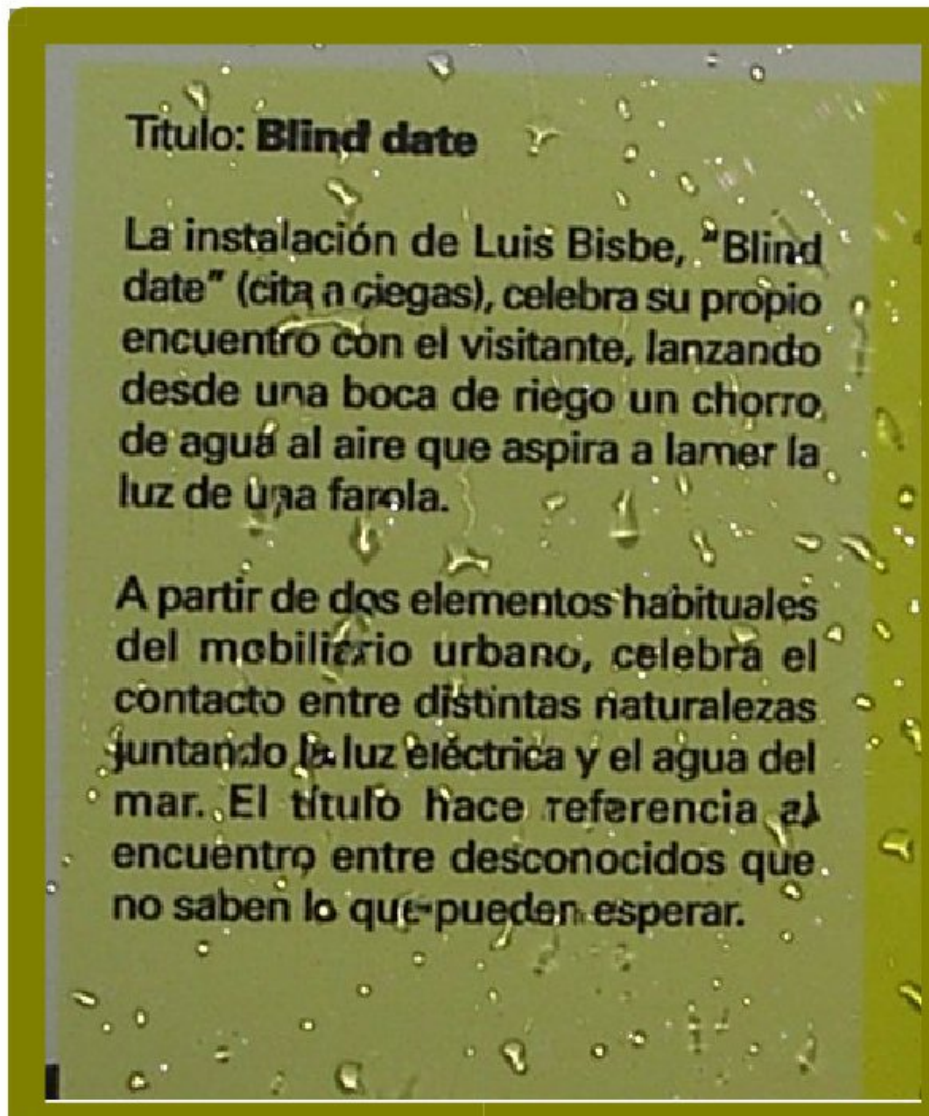 Título: Blind date
La instalación de Luis Bisbe, "Blind
date" (cita a ciegas), celebra su propio
encuentro con el visitante, lanzando
desde una boca de riego un chorro
de agua al aire que aspira a lamer la
luz de una farola.
A partir de dos elementos habituales
del mobiliario urbano, celebra el
contacto entre distintas naturalezas
juntando la luz eléctrica y el agua del
mar. El título hace referencia al
encuentro entre desconocidos que
no saben lo que pueden esperar.